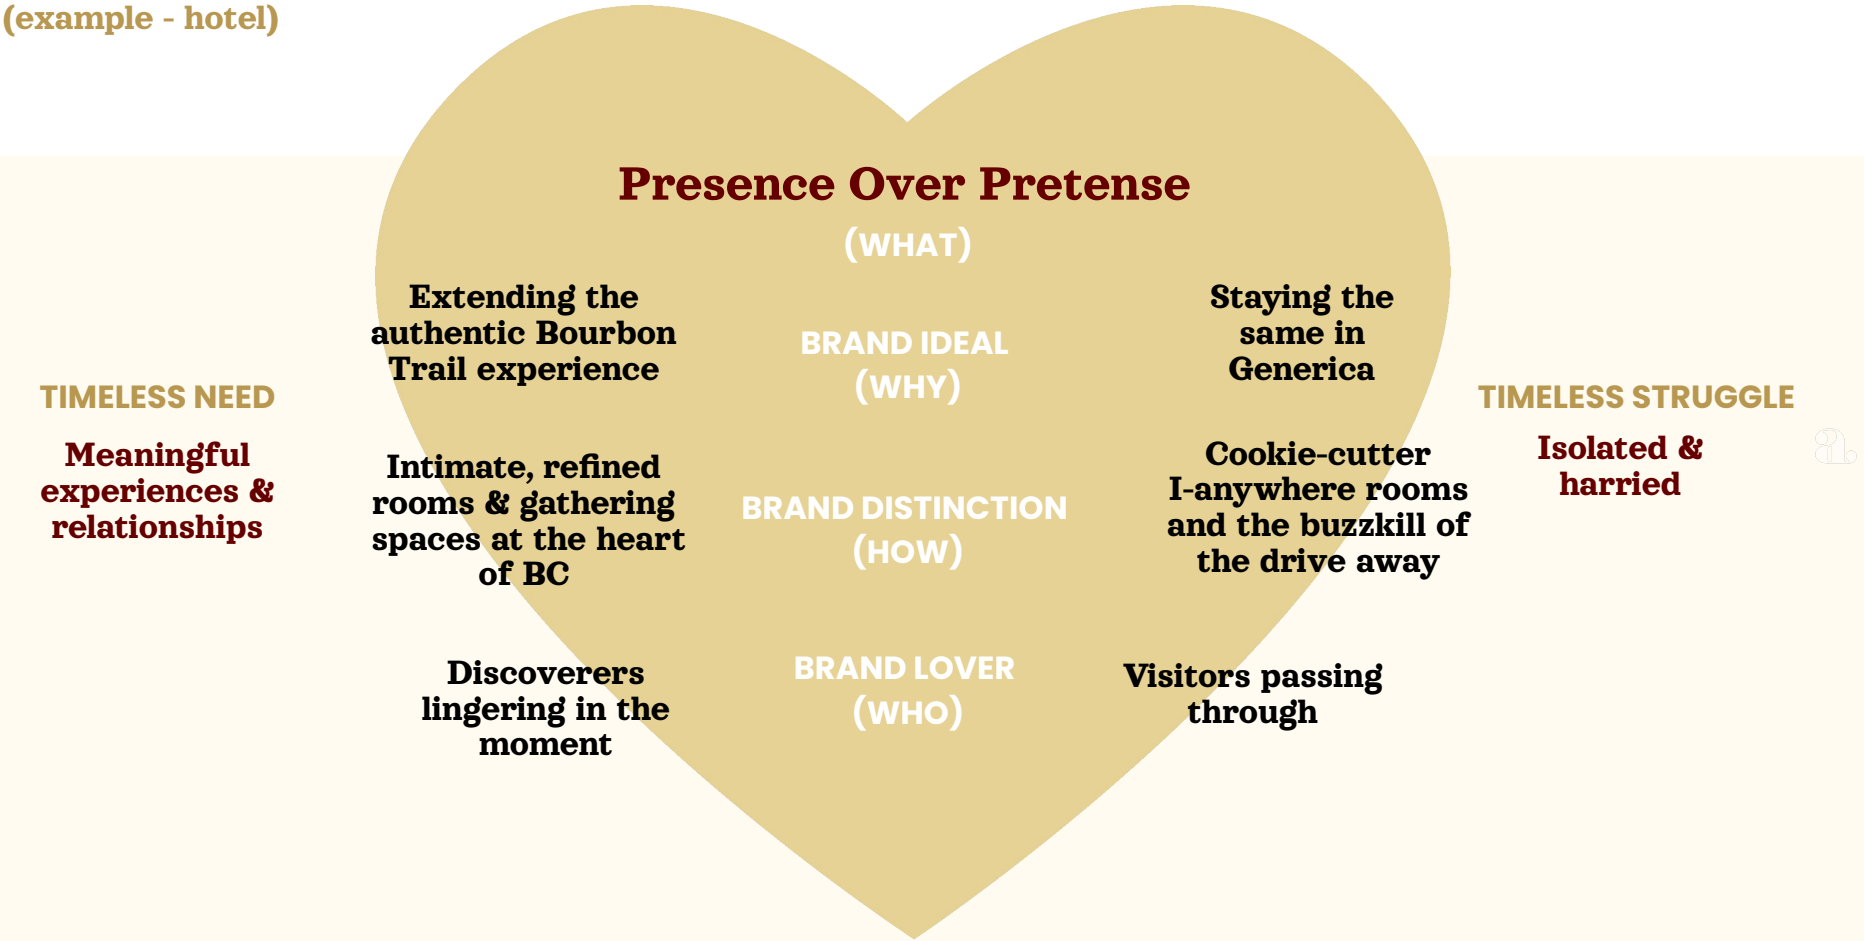 (example - hotel)
Presence Over Pretense
(WHAT)
Extending the
authentic Bourbon
Trail experience
BRAND IDEAL
(WHY)
Staying the
same in
Generica
TIMELESS NEED
Meaningful
experiences &
relationships
Intimate, refined
rooms & gathering
spaces at the heart
of BC
BRAND DISTINCTION
(HOW)
Cookie-cutter
I-anywhere rooms
and the buzzkill of
the drive away
TIMELESS STRUGGLE
Isolated &
harried
a.
Discoverers
lingering in the
moment
BRAND LOVER
(WHO)
Visitors passing
through